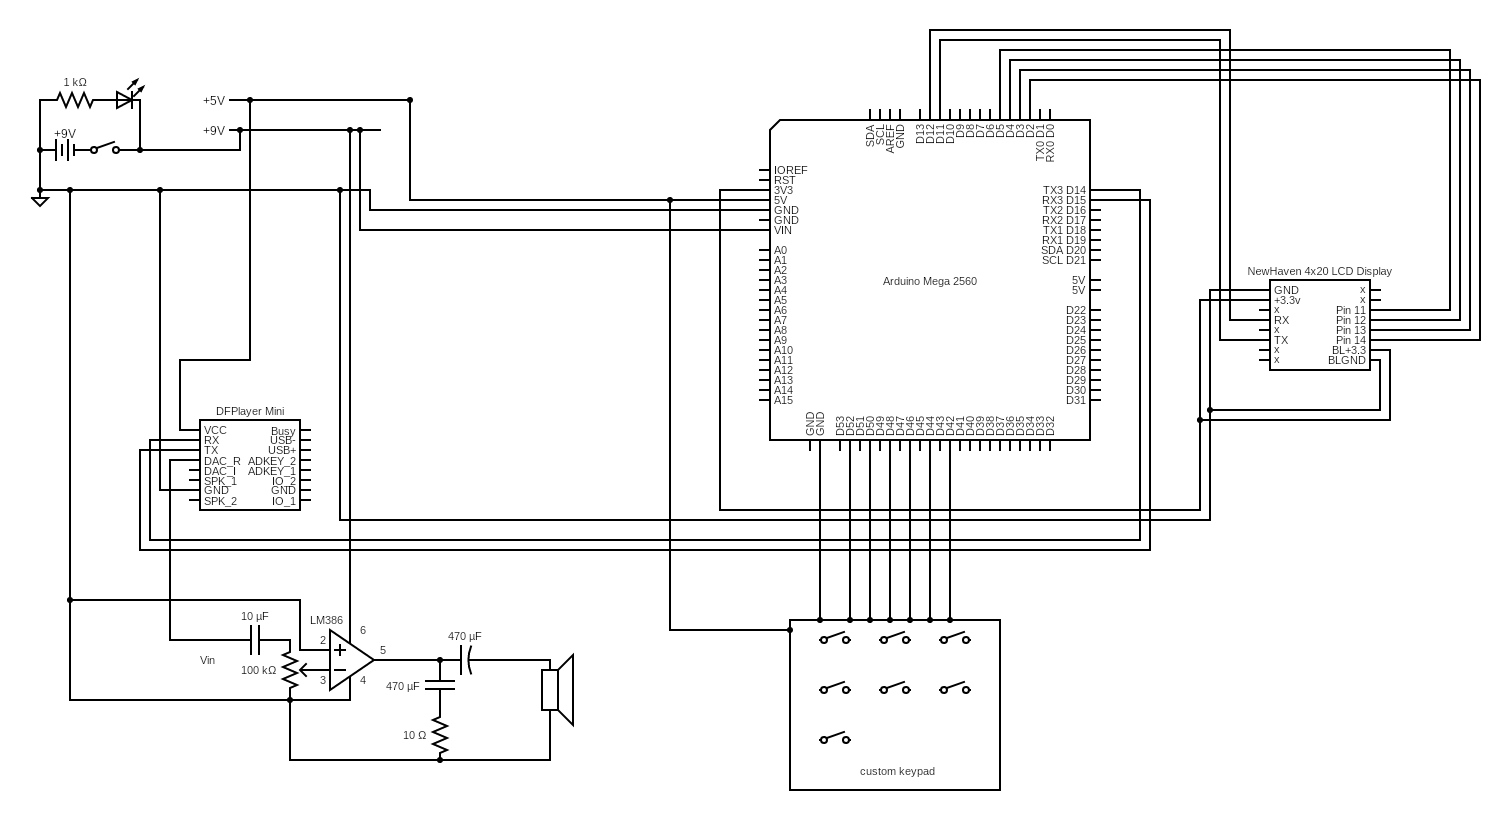 1 kΩ
+5V
+9V
+9V
SDA
SCL
AREF
GND
D13
D12
D11
D10
D9
D8
D7
D6
D5
D4
D3
D2
TX0 D1
RX0 D0
IOREF
RST
3V3
5V
GND
GND
VIN
A0
A1
A2
A3
A4
A5
A6
A7
A8
A9
A10
A11
A12
A13
A14
A15
Arduino Mega 2560
TX3 D14
RX3 D15
TX2 D16
RX2 D17
TX1 D18
RX1 D19
SDA D20
SCL D21
5V
5V
D22
D23
D24
D25
D26
D27
D28
D29
D30
D31
GND
GND
D53
D52
D51
D50
D49
D48
D47
D46
D45
D44
D43
D42
D41
D40
D39
D38
D37
D36
D35
D34
D33
D32
NewHaven 4x20 LCD Display
GND x
+3.3v x
x Pin 11
RX Pin 12
x Pin 13
TX Pin 14
x BL+3.3
x BLGND
DFPlayer Mini
VCC Busy
RX USB-
TX USB+
DAC_R ADKEY_2
DAC_I ADKEY_1
SPK_1 IO_2
GND GND
SPK_2 IO_1
10 µF
LM386
6
2
470 µF
5
Vin
100 kΩ
3
4
470 µF
10 Ω
custom keypad